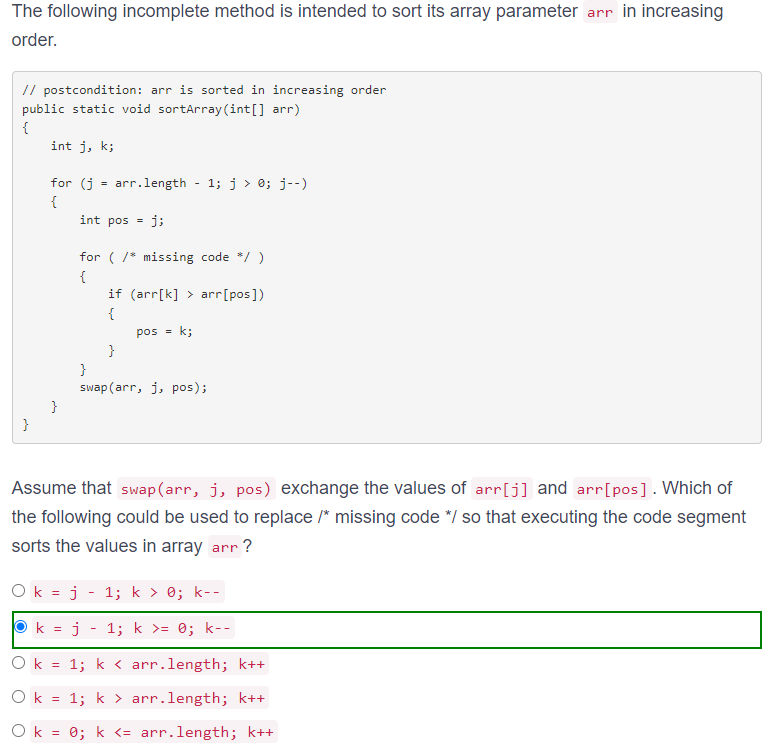 The following incomplete method is intended to sort its array parameter arr in increasing
order.
// postcondition: arr is sorted in increasing order
public static void sortArray(int[] arr)
{
    int j, k;
    for (j = arr.length - 1; j > 0; j--)
    {
        int pos = j;
        for ( /* missing code */ )
        {
            if (arr[k] > arr[pos])
            {
                pos = k;
            }
        }
        swap(arr, j, pos);
    }
}
Assume that swap(arr, j, pos) exchange the values of arr[j] and arr[pos]. Which of
the following could be used to replace /* missing code */ so that executing the code segment
sorts the values in array arr?
k = j - 1; k > 0; k--
k = j - 1; k >= 0; k--
k = 1; k < arr.length; k++
k = 1; k > arr.length; k++
k = 0; k <= arr.length; k++